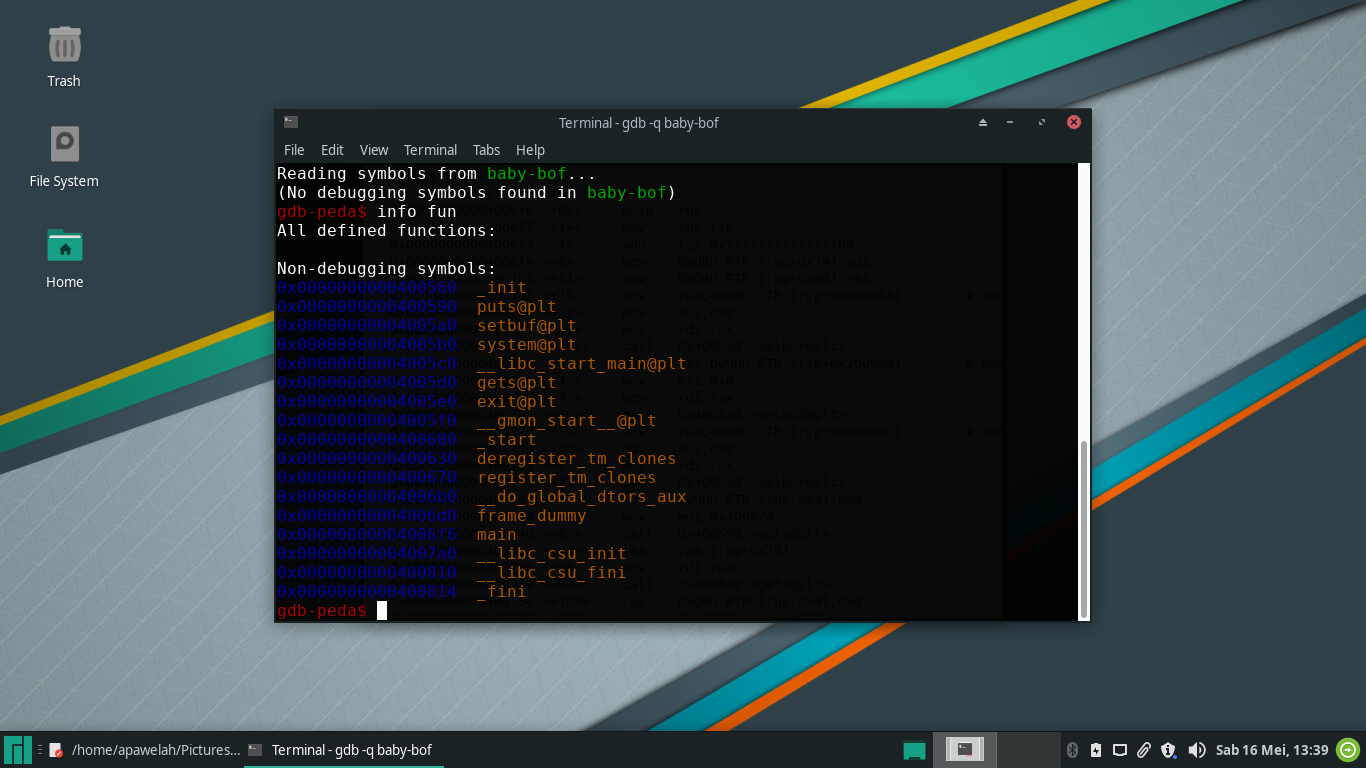 Trash
File System
Home
Terminal - gdb -q baby-bof
File Edit View Terminal Tabs Help
Reading symbols from baby-bof...
(No debugging symbols found in baby-bof)
gdb-peda$ info fun
All defined functions:
Non-debugging symbols:
0x0000000000400560 _init
0x0000000000400590 puts@plt
0x00000000004005a0 setbuf@plt
0x00000000004005b0 system@plt
0x00000000004005c0 __libc_start_main@plt
0x00000000004005d0 gets@plt
0x00000000004005e0 exit@plt
0x00000000004005f0 __gmon_start__@plt
0x0000000000400600 _start
0x0000000000400630 deregister_tm_clones
0x0000000000400670 register_tm_clones
0x00000000004006b0 __do_global_dtors_aux
0x00000000004006d0 frame_dummy
0x00000000004006f6 main
0x00000000004007a0 __libc_csu_init
0x0000000000400810 __libc_csu_fini
0x0000000000400814 _fini
gdb-peda$
/home/apawelah/Pictures... Terminal - gdb -q baby-bof Sab 16 Mei, 13:39